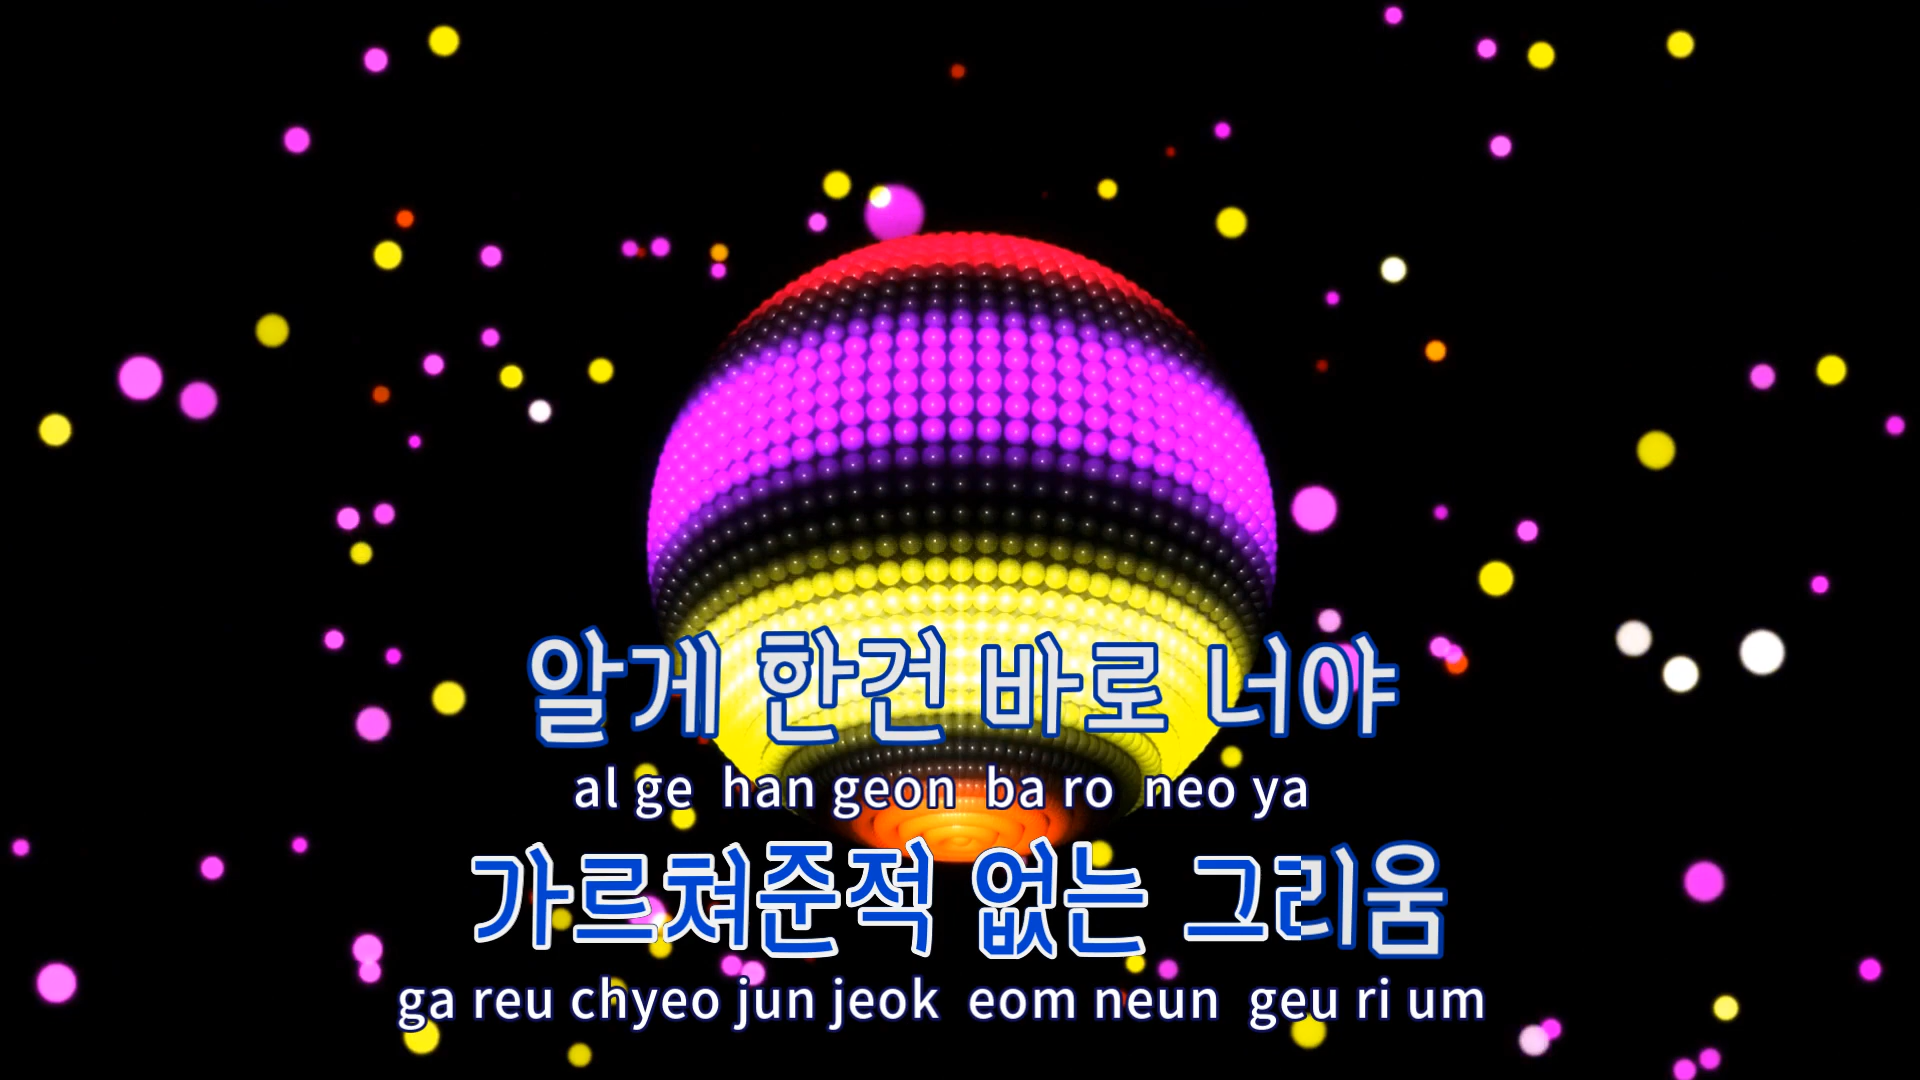 알게 한건 바로 너야
al ge han geon ba ro neo ya
가르쳐준적 없는 그리움
ga reu chyeo jun jeok eom neun geu ri um